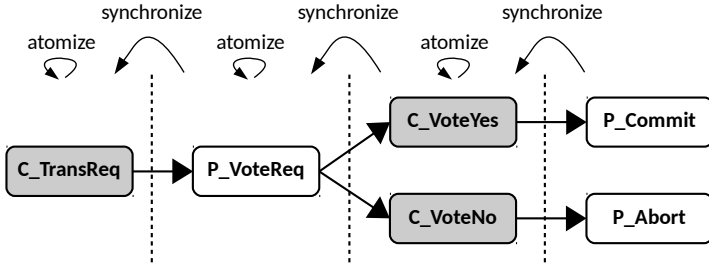 synchronize
synchronize
synchronize
atomize
atomize
atomize
C_VoteYes
P_Commit
C_TransReq
P_VoteReq
C_VoteNo
P_Abort